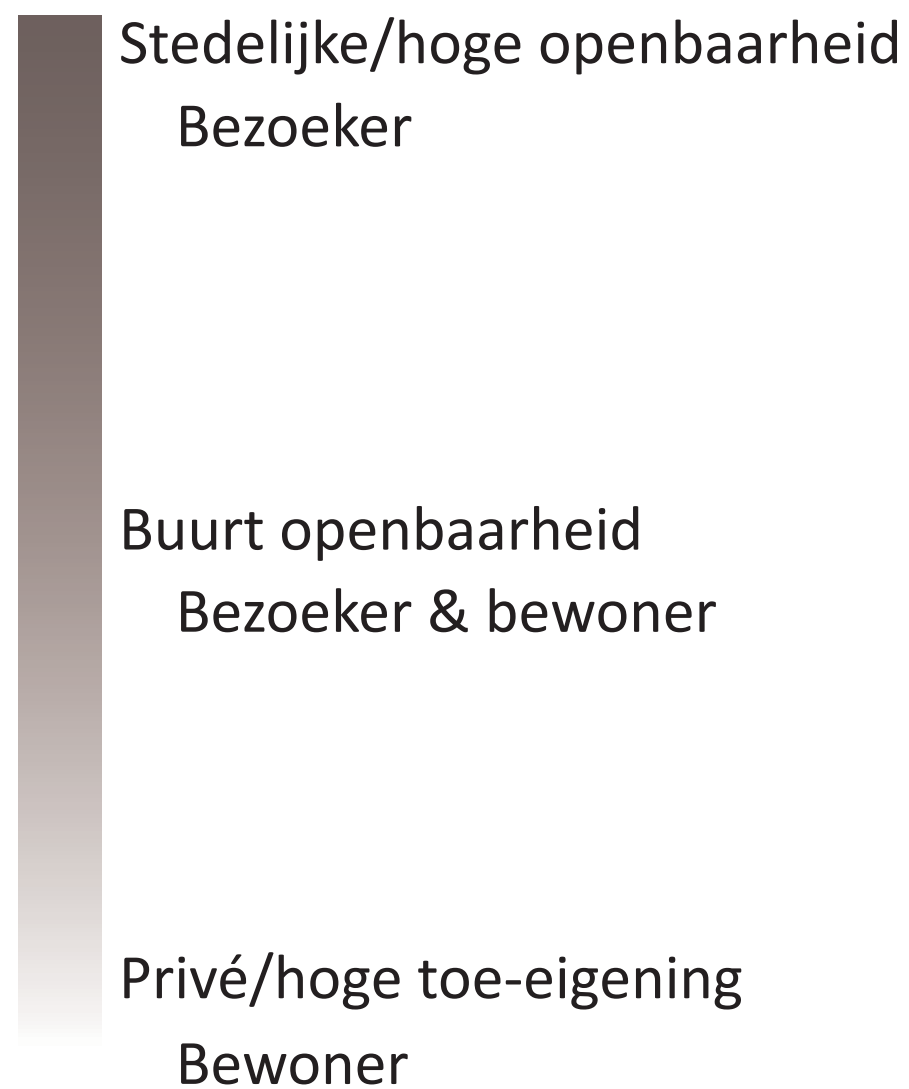 Stedelijke/hoge openbaarheid
Bezoeker
Buurt openbaarheid
Bezoeker & bewoner
Privé/hoge toe-eigening
Bewoner